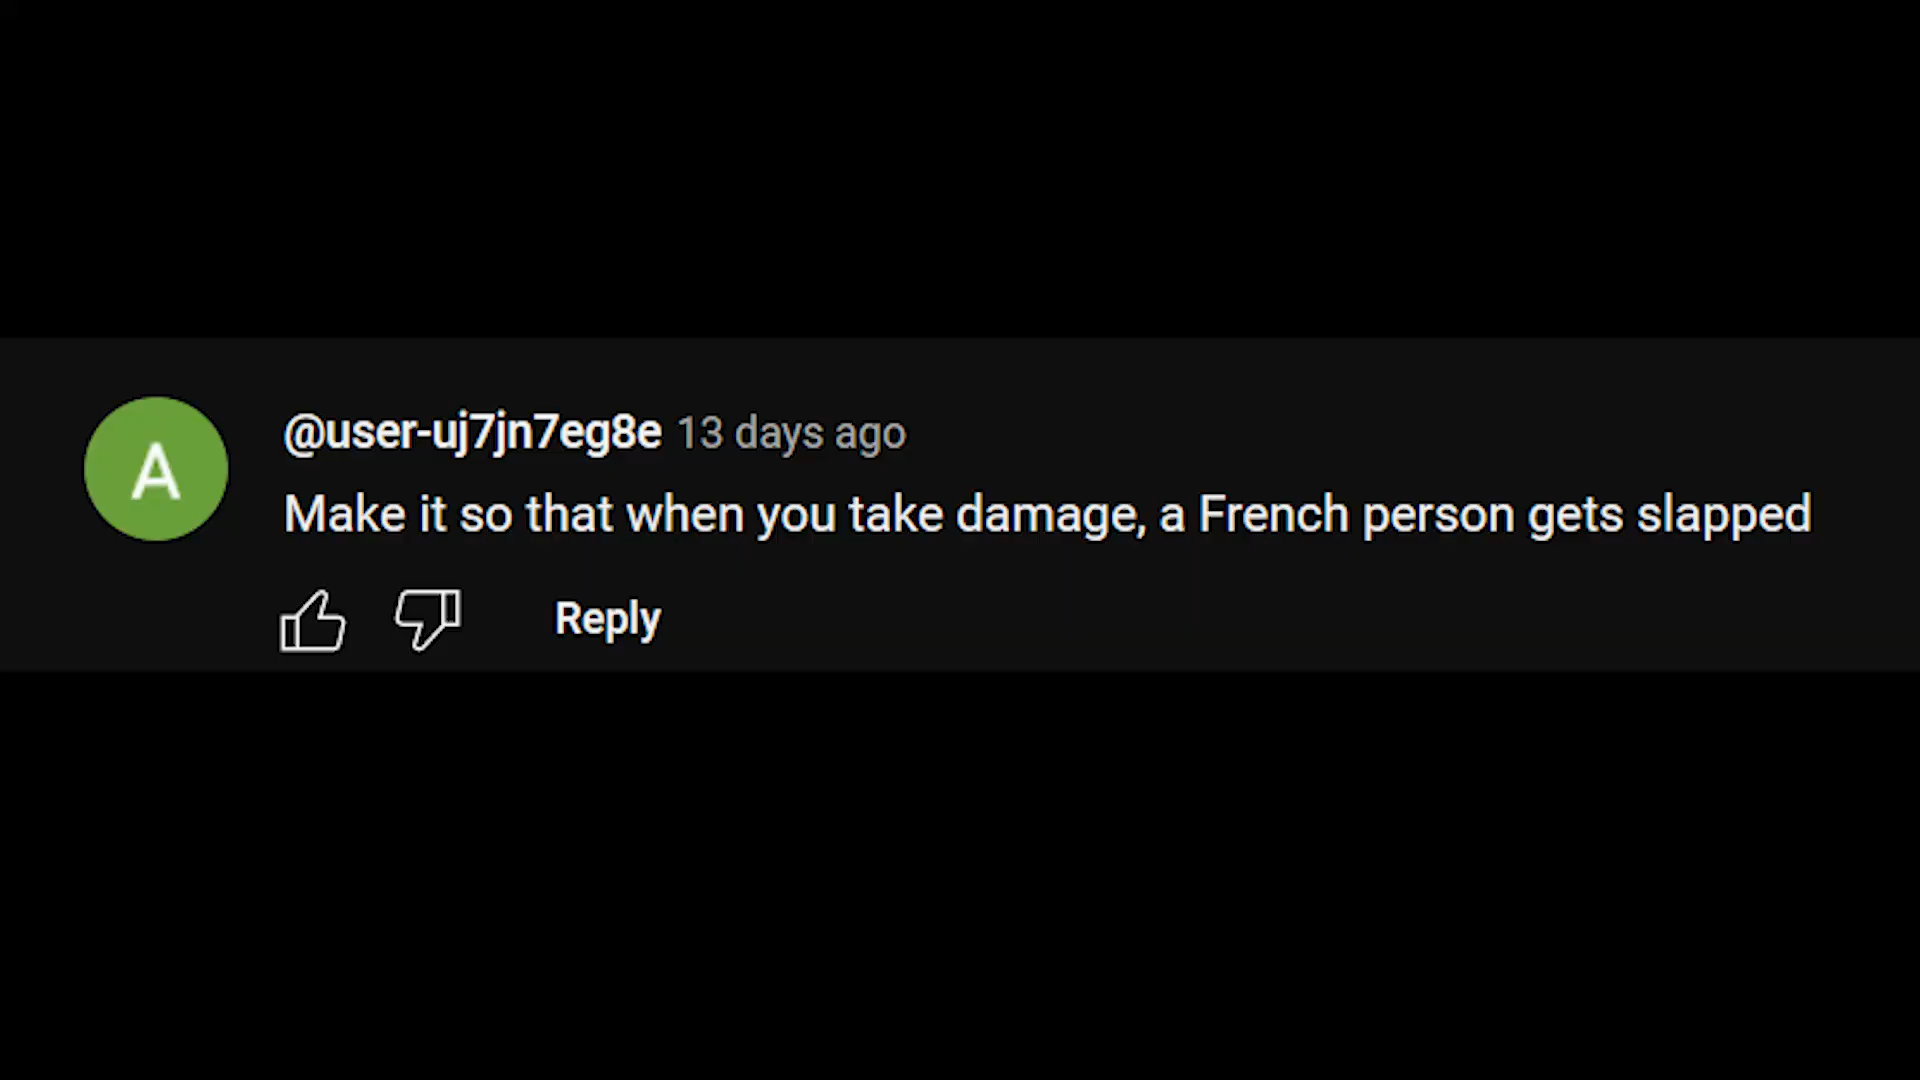 A
@user-uj7jn7eg8e 13 days ago
Make it so that when you take damage, a French person gets slapped
Reply